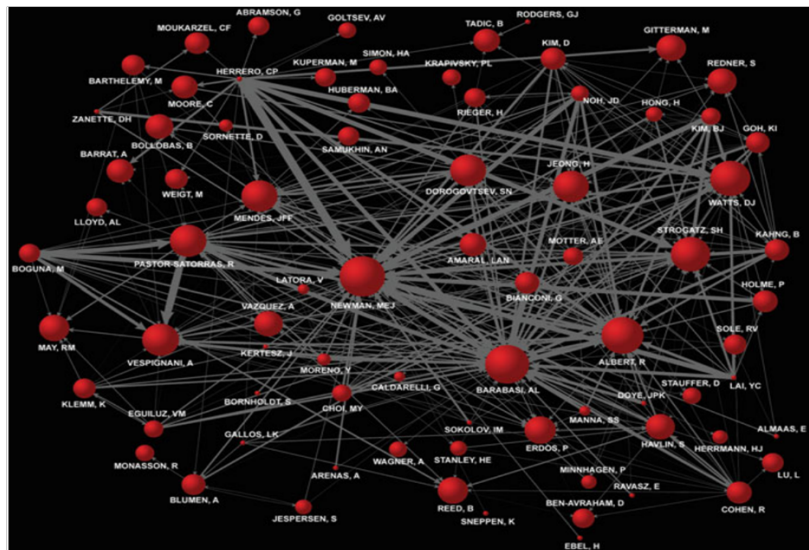 RODGERS, GJ
ABRAMSON, G
GOLTSEV, AV
MOUKARZEL, CF
TADIC, B
GITTERMAN, M
SIMON, HA
KIM, D
REDNER, S
KUPERMAN, M
HERRERO, CP
KRAPIVSKY, PL
BARTHELEMY, M
HUBERMAN, BA
NOH, JD
MOORE, C
RIEGER, H
HONG, H
ZANETTE, DH
SORNETTE, D
KIM, BJ
GOH, KI
BOLLOBAS, B
SAMUKHIN, AN
JEONG, H
BARRAT, A
DOROGOVTSEV, SN
WEIGT, M
WATTS, DJ
LLOYD, AL
MENDES, JFF
STROGATZ, SH
MOTTER, AE
KAHNG, B
AMARAL, LAN
PASTOR-SATORRAS, R
BOGUNA, M
LATORA, V
HOLME, P
BIANCONI, G
VAZQUEZ, A
NEWMAN, MEJ
SOLE, RV
MAY, RM
VESPIGNANI, A
KERTESZ, J
ALBERT, R
MORENO, Y
BARABASI, AL
STAUFFER, D
LAI, YC
CALDARELLI, G
KLEMM, K
BORNHOLDT, S
CHOI, MY
DOYE, JPK
MANNA, SS
EGUILUZ, VM
SOKOLOV, IM
ALMAAS, E
GALLOS, LK
ERDOS, P
HAVLIN, S
HERRMANN, HJ
MONASSON, R
WAGNER, A
STANLEY, HE
MINNHAGEN, P
LU, L
ARENAS, A
RAVASZ, E
BLUMEN, A
REED, B
BEN-AVRAHAM, D
COHEN, R
JESPERSEN, S
SNEPPEN, K
EBEL, H